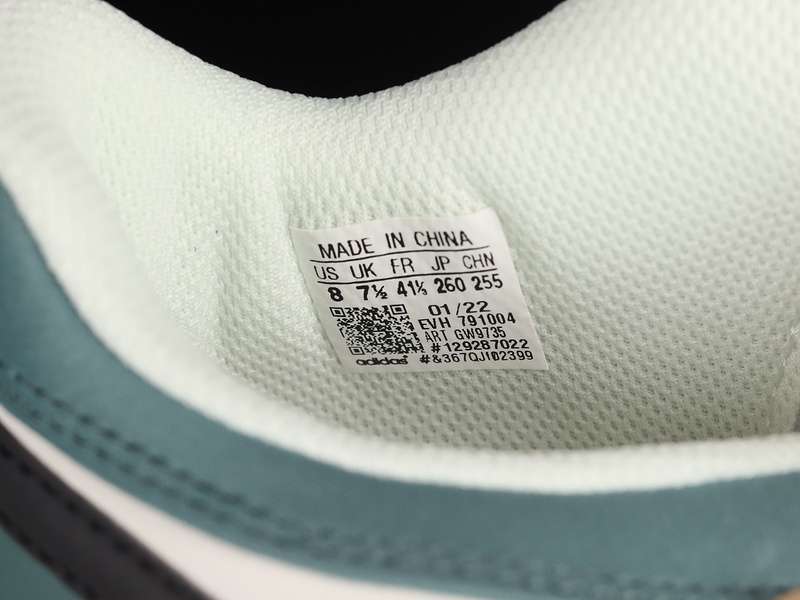 MADE IN CHINA
US UK FR JP CHN
8 7½ 41⅓ 260 255
01/22
EVH 791004
ART GW9735
#129287022
adidas #&367QJI02399